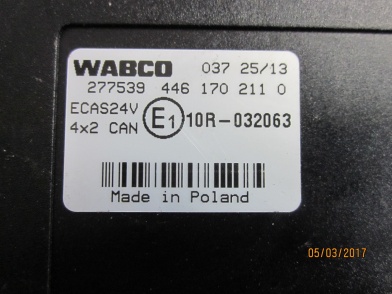 WABCO 037 25/13
277539 446 170 211 0
ECAS24V
4x2 CAN E1 10R-032063
Made in Poland
05/03/2017